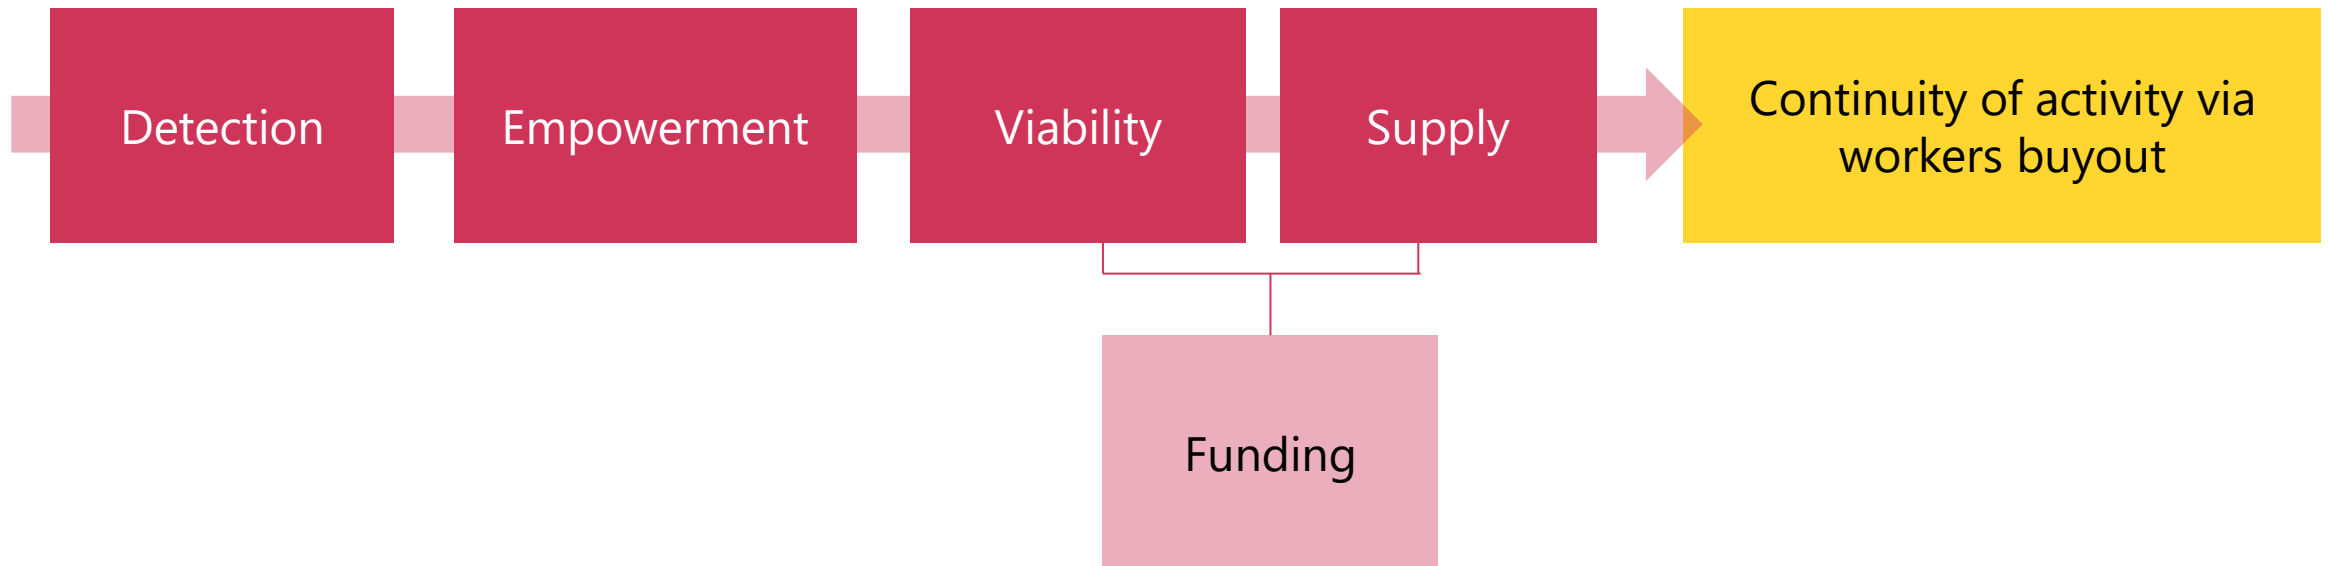 Detection
Empowerment
Viability
Supply
Continuity of activity via
workers buyout
Funding